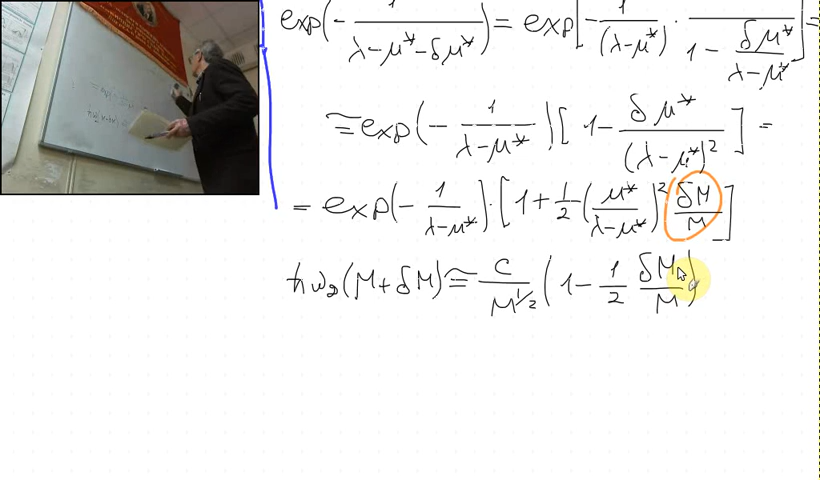 exp(- 1/(λ-μ*-δμ*)) = exp[- 1/(λ-μ*) · 1/(1 - δμ*/(λ-μ*))] =
≅ exp(- 1/(λ-μ*)) [1 - δμ*/(λ-μ*)²] =
= exp(- 1/(λ-μ*)) · [1 + 1/2 (μ*/(λ-μ*))² δM/M]
ħω_D(M+δM) ≅ C/M^1/2 (1 - 1/2 δM/M)